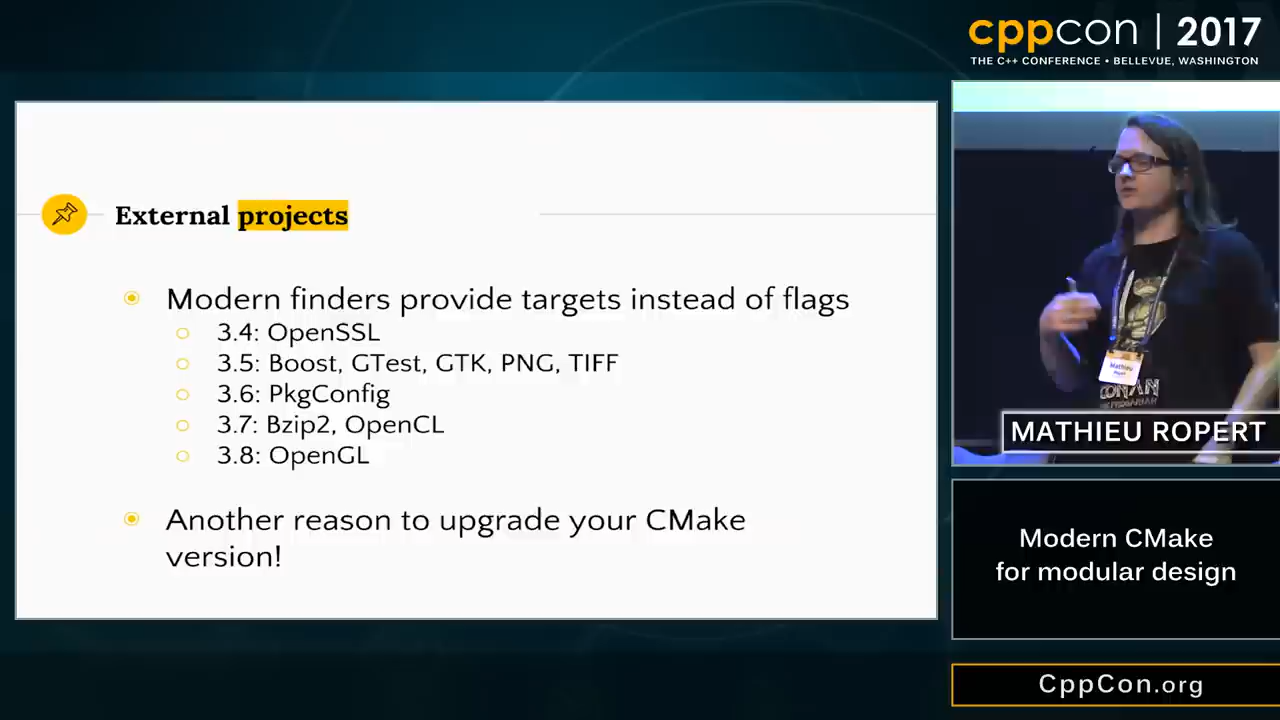 cppcon | 2017
THE C++ CONFERENCE • BELLEVUE, WASHINGTON
External projects
Modern finders provide targets instead of flags
3.4: OpenSSL
3.5: Boost, GTest, GTK, PNG, TIFF
3.6: PkgConfig
3.7: Bzip2, OpenCL
3.8: OpenGL
Another reason to upgrade your CMake
version!
Mathieu
CONAN
MATHIEU ROPERT
Modern CMake
for modular design
CppCon.org